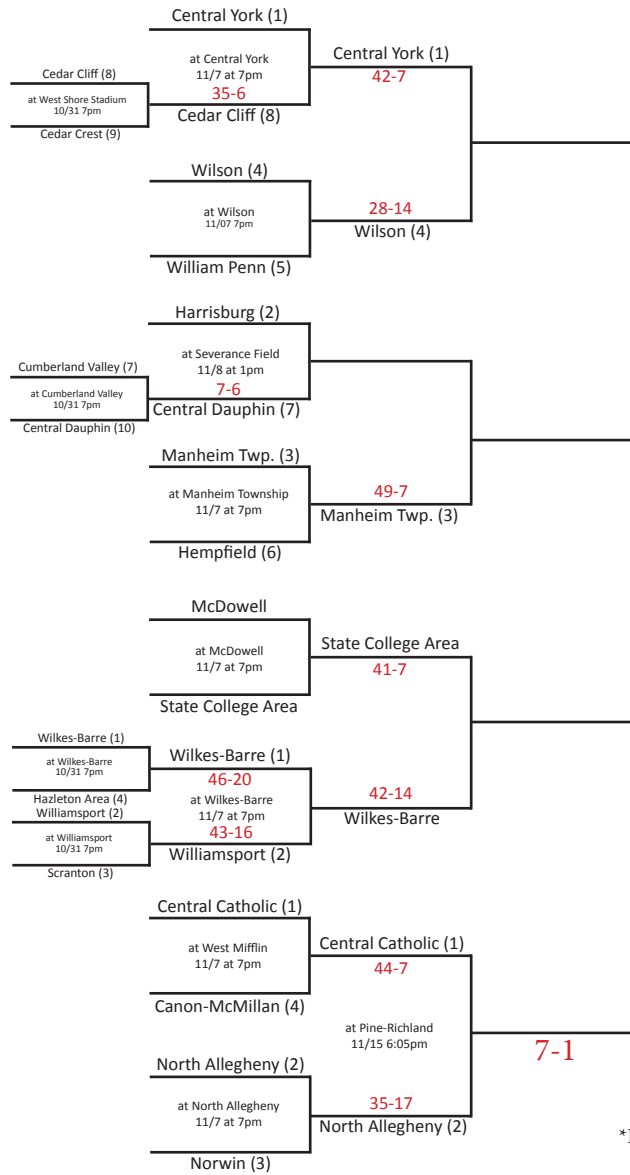 Central York (1)
at Central York
11/7 at 7pm
Central York (1)
42-7
Cedar Cliff (8)
at West Shore Stadium
10/31 7pm
Cedar Crest (9)
35-6
Cedar Cliff (8)
Wilson (4)
at Wilson
11/07 7pm
28-14
Wilson (4)
William Penn (5)
Harrisburg (2)
at Severance Field
11/8 at 1pm
Cumberland Valley (7)
at Cumberland Valley
10/31 7pm
Central Dauphin (10)
7-6
Central Dauphin (7)
Manheim Twp. (3)
at Manheim Township
11/7 at 7pm
49-7
Manheim Twp. (3)
Hempfield (6)
McDowell
at McDowell
11/7 at 7pm
State College Area
41-7
State College Area
Wilkes-Barre (1)
at Wilkes-Barre
10/31 7pm
Hazleton Area (4)
Wilkes-Barre (1)
46-20
at Wilkes-Barre
11/7 at 7pm
42-14
Wilkes-Barre
Williamsport (2)
at Williamsport
10/31 7pm
Scranton (3)
43-16
Williamsport (2)
Central Catholic (1)
at West Mifflin
11/7 at 7pm
Central Catholic (1)
44-7
Canon-McMillan (4)
at Pine-Richland
11/15 6:05pm
7-1
North Allegheny (2)
at North Allegheny
11/7 at 7pm
35-17
North Allegheny (2)
Norwin (3)